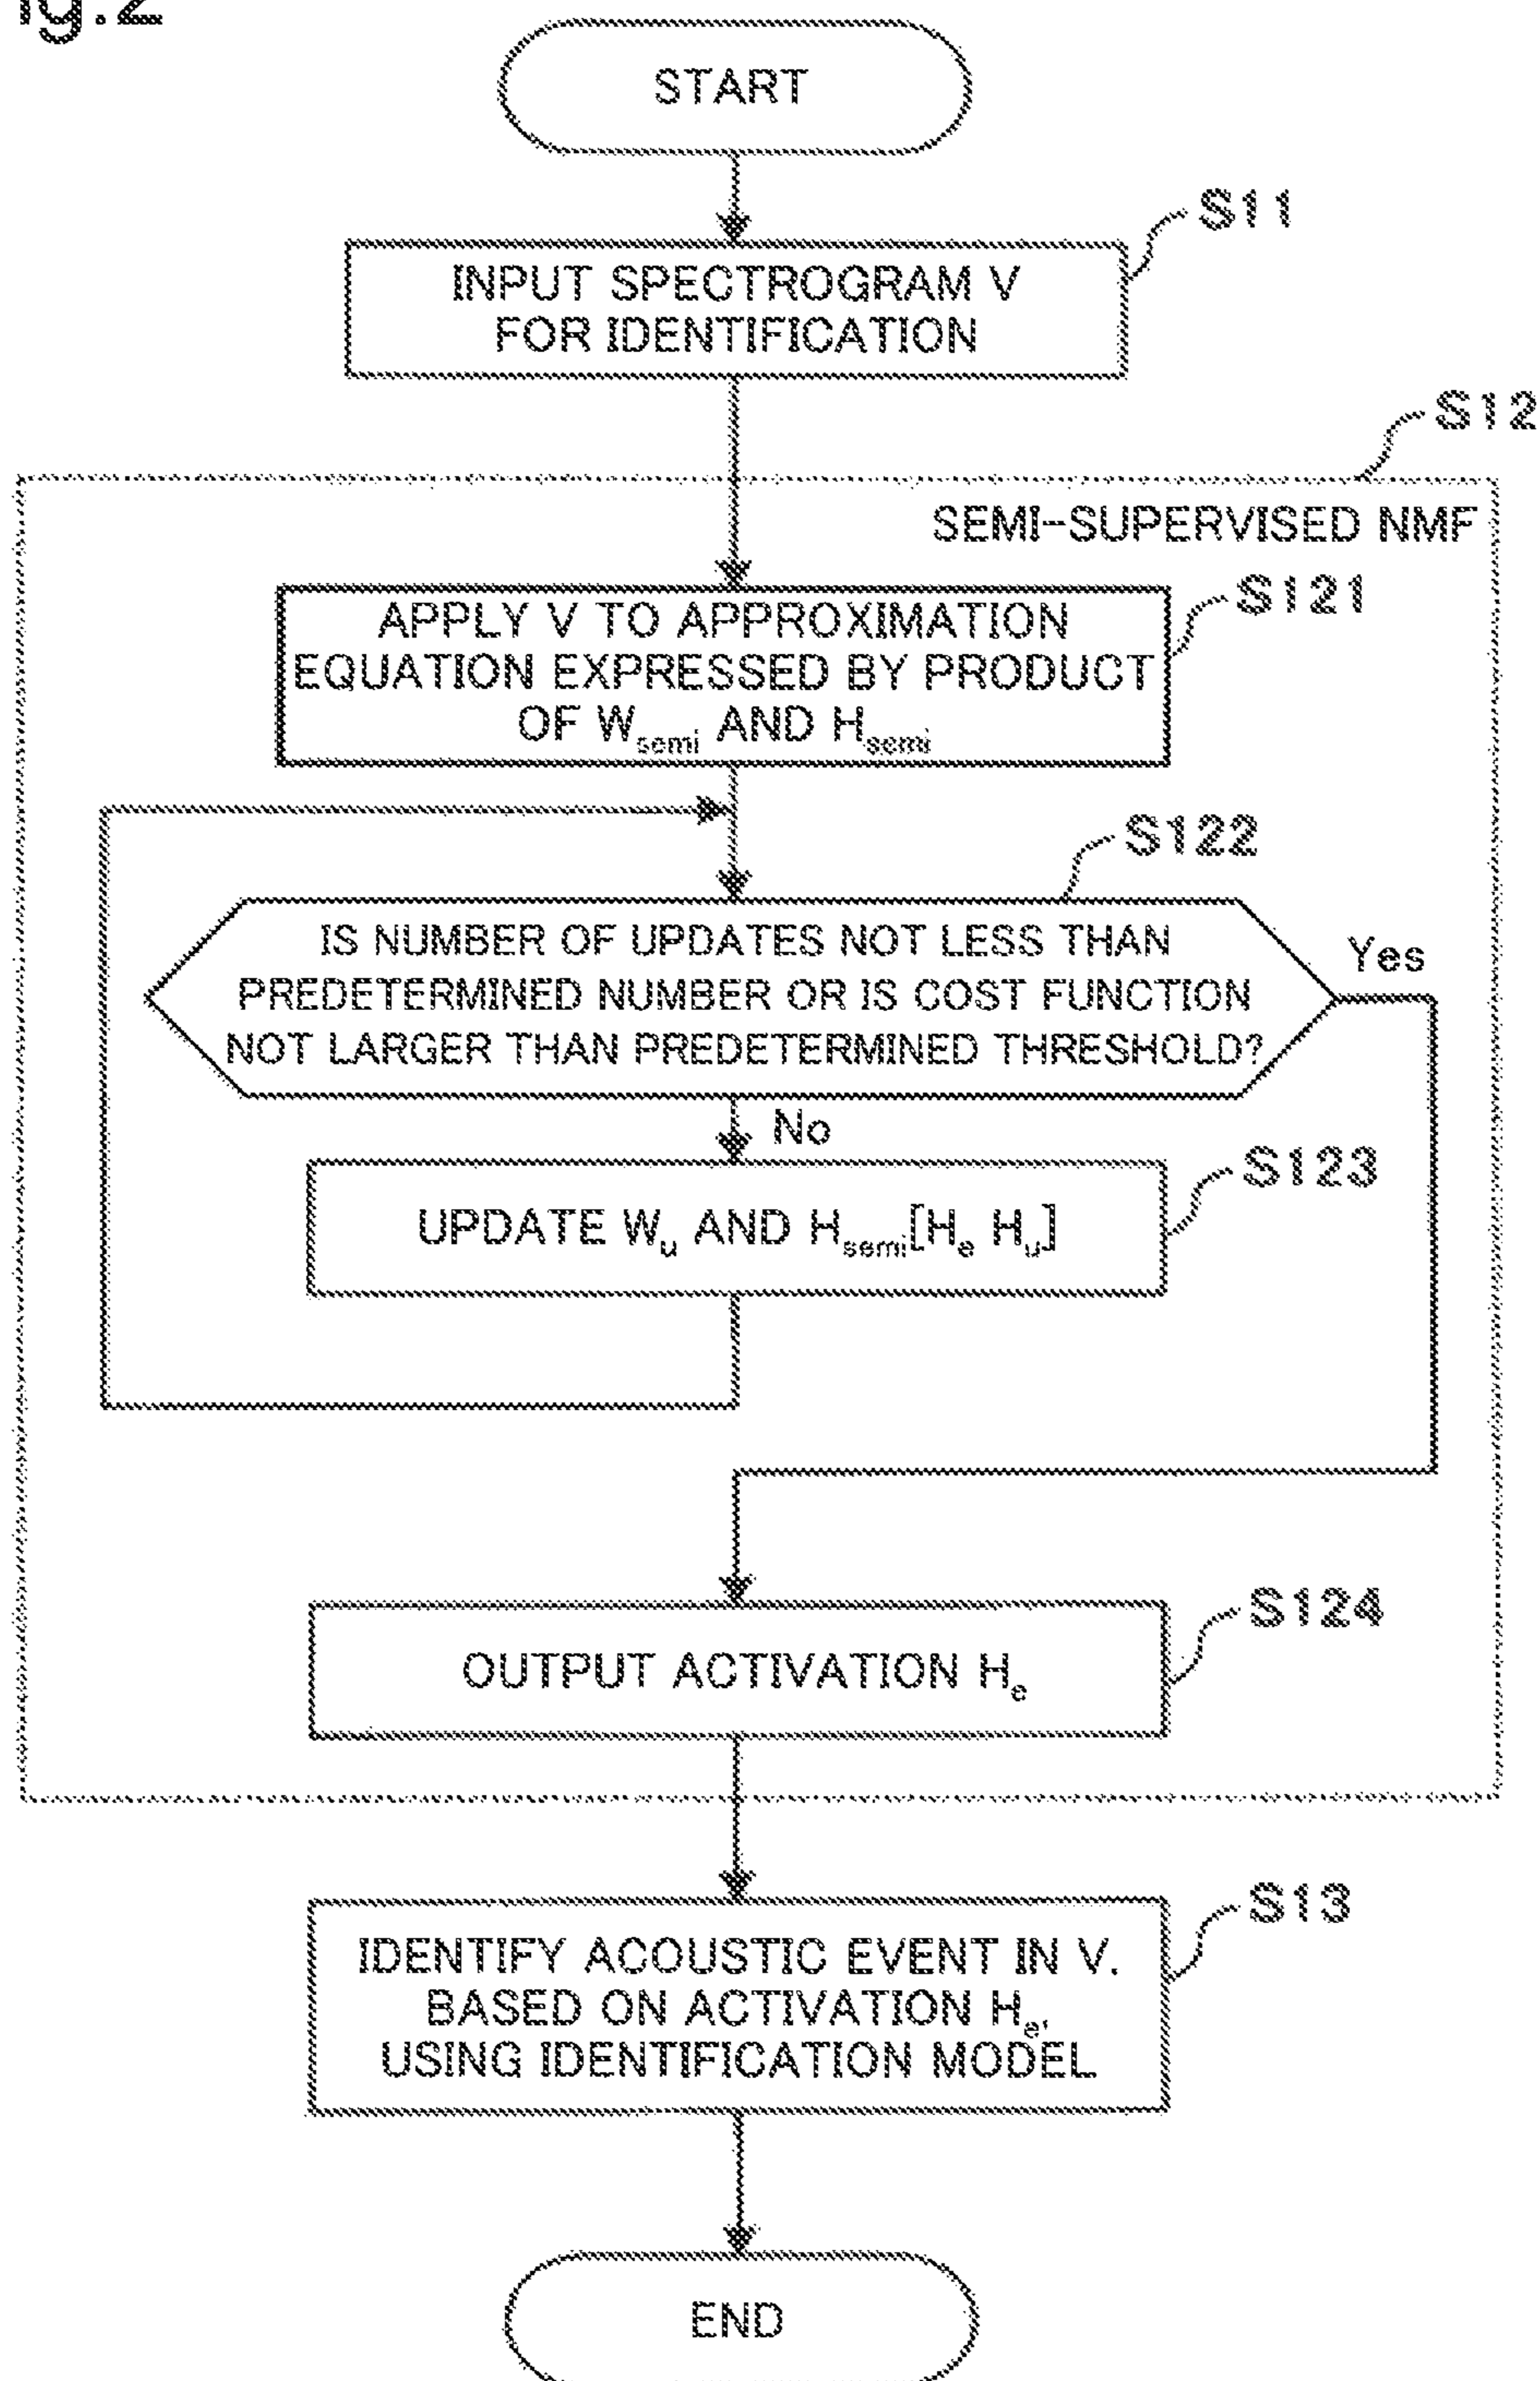 ig.2
START
S11
INPUT SPECTROGRAM V
FOR IDENTIFICATION
S12
SEMI-SUPERVISED NMF
S121
APPLY V TO APPROXIMATION
EQUATION EXPRESSED BY PRODUCT
OF Wsemi AND Hsemi
S122
IS NUMBER OF UPDATES NOT LESS THAN
PREDETERMINED NUMBER OR IS COST FUNCTION
NOT LARGER THAN PREDETERMINED THRESHOLD?
Yes
No
S123
UPDATE Wu AND Hsemi[He Hu]
S124
OUTPUT ACTIVATION He
S13
IDENTIFY ACOUSTIC EVENT IN V.
BASED ON ACTIVATION He,
USING IDENTIFICATION MODEL
END